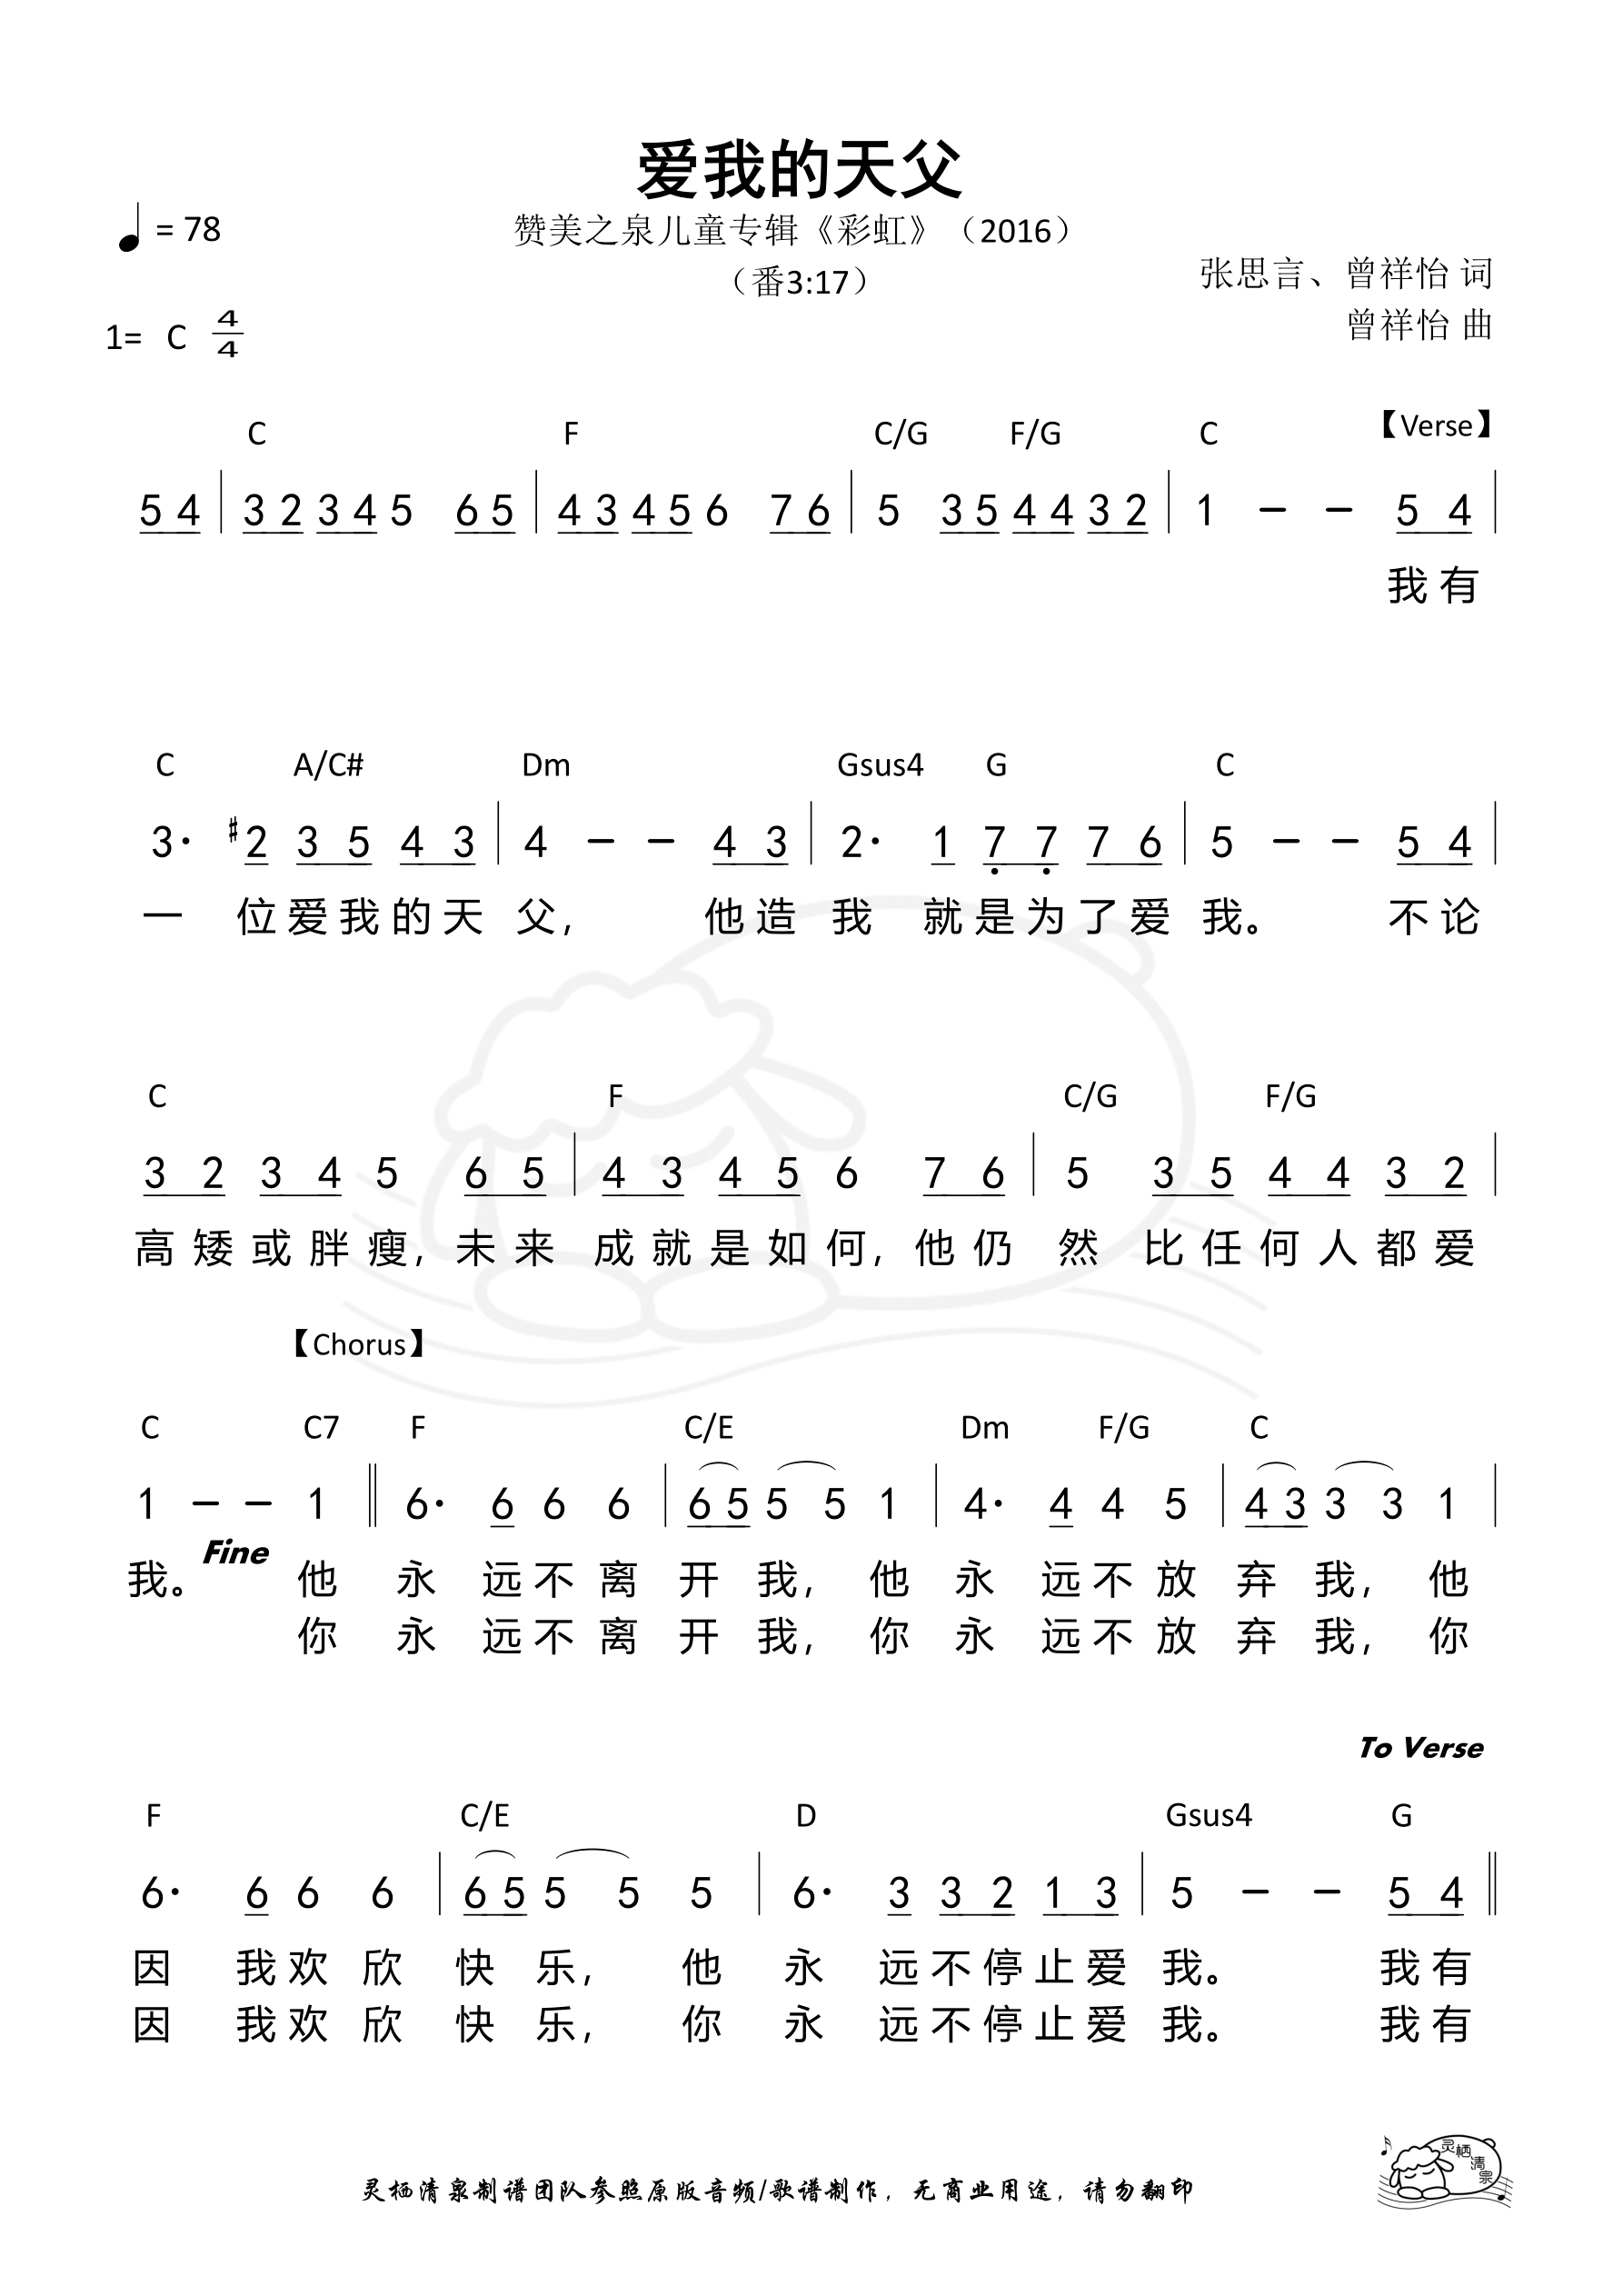 爱我的天父
♩ = 78
赞美之泉儿童专辑《彩虹》（2016）
（番3:17）
张思言、曾祥怡 词
曾祥怡 曲
1= C 4/4
C F C/G F/G C 【Verse】
5 4 | 3 2 3 4 5 6 5 | 4 3 4 5 6 7 6 | 5 3 5 4 4 3 2 | 1 – – 5 4 |
我 有
C A/C# Dm Gsus4 G C
3· #2 3 5 4 3 | 4 – – 4 3 | 2· 1 7̣ 7̣ 7 6 | 5 – – 5 4 |
一 位 爱 我 的 天 父, 他 造 我 就 是 为 了 爱 我。 不 论
C F C/G F/G
3 2 3 4 5 6 5 | 4 3 4 5 6 7 6 | 5 3 5 4 4 3 2 |
高 矮 或 胖 瘦, 未 来 成 就 是 如 何, 他 仍 然 比 任 何 人 都 爱
【Chorus】
C C7 F C/E Dm F/G C
1 – – 1 || 6· 6 6 6 | 6 5 5 5 1 | 4· 4 4 5 | 4 3 3 3 1 |
Fine
我。 他 永 远 不 离 开 我, 他 永 远 不 放 弃 我, 他
你 永 远 不 离 开 我, 你 永 远 不 放 弃 我, 你
To Verse
F C/E D Gsus4 G
6· 6 6 6 | 6 5 5 5 5 | 6· 3 3 2 1 3 | 5 – – 5 4 ||
因 我 欢 欣 快 乐, 他 永 远 不 停 止 爱 我。 我 有
因 我 欢 欣 快 乐, 你 永 远 不 停 止 爱 我。 我 有
灵栖清泉制谱团队参照原版音频/歌谱制作，无商业用途，请勿翻印
灵栖清泉